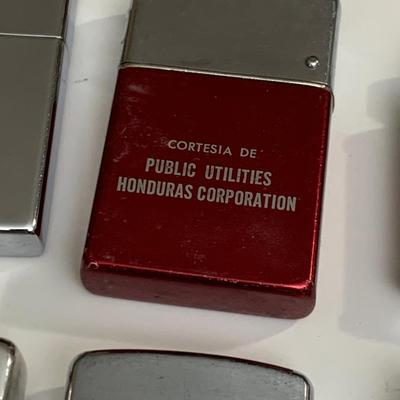 CORTESIA DE
PUBLIC UTILITIES
HONDURAS CORPORATION